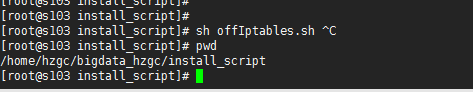 [root@s103 install_script]#
[root@s103 install_script]#
[root@s103 install_script]# sh offIptables.sh ^C
[root@s103 install_script]# pwd
/home/hzgc/bigdata_hzgc/install_script
[root@s103 install_script]#